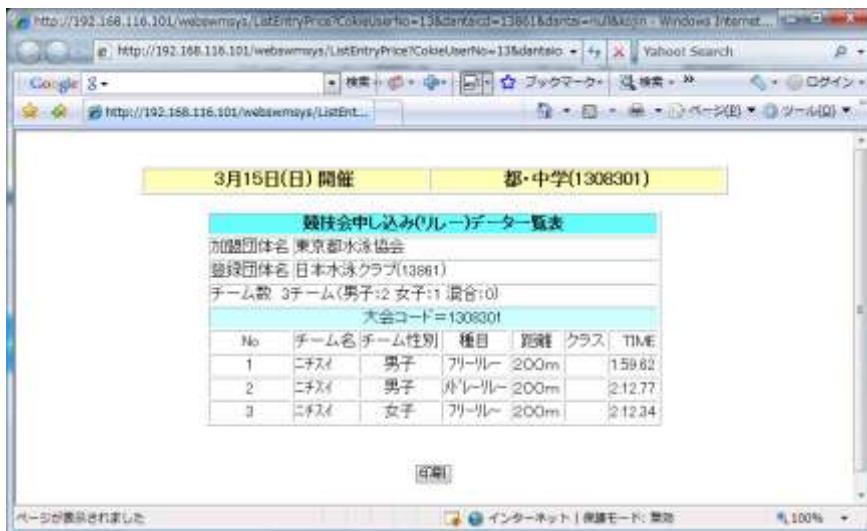 http://192.168.116.101/webswmsys/ListEntryPrice?CokieUserNo=13&dantaicd=13861&dantai=null&kojin - Windows Internet...
http://192.168.116.101/webswmsys/ListEntryPrice?CokieUserNo=13&dantaic
Yahoo! Search
Google
検索
ブックマーク
検索
ログイン
http://192.168.116.101/webswmsys/ListEnt...
ページ(P)
ツール(O)
3月15日(日) 開催 都・中学(1308301)
競技会申し込み(リレー)データ一覧表
加盟団体名 東京都水泳協会
登録団体名 日本水泳クラブ(13861)
チーム数 3チーム(男子:2 女子:1 混合:0)
大会コード=1308301
No チーム名 チーム性別 種目 距離 クラス TIME
1 ニチスイ 男子 フリーリレー 200m 1:59.62
2 ニチスイ 男子 メドレーリレー 200m 2:12.77
3 ニチスイ 女子 フリーリレー 200m 2:12.34
印刷
ページが表示されました
インターネット | 保護モード: 無効
100%